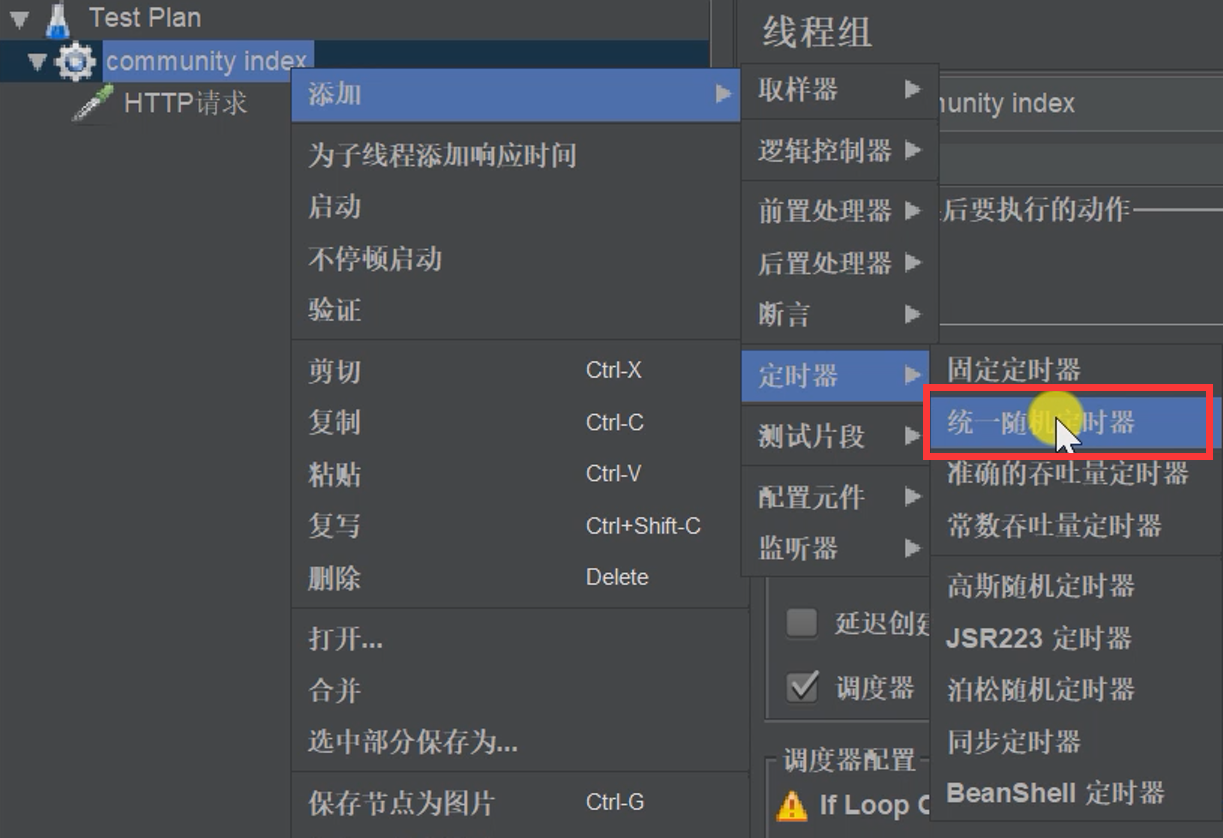 Test Plan
community index
HTTP请求
添加
为子线程添加响应时间
启动
不停顿启动
验证
剪切 Ctrl-X
复制 Ctrl-C
粘贴 Ctrl-V
复写 Ctrl+Shift-C
删除 Delete
打开...
合并
选中部分保存为...
保存节点为图片 Ctrl-G
线程组
取样器
逻辑控制器
前置处理器
后置处理器
断言
定时器
测试片段
配置元件
监听器
index
后要执行的动作
固定定时器
统一随机定时器
准确的吞吐量定时器
常数吞吐量定时器
高斯随机定时器
JSR223 定时器
泊松随机定时器
同步定时器
BeanShell 定时器
延迟创建
调度器
调度器配置
If Loop